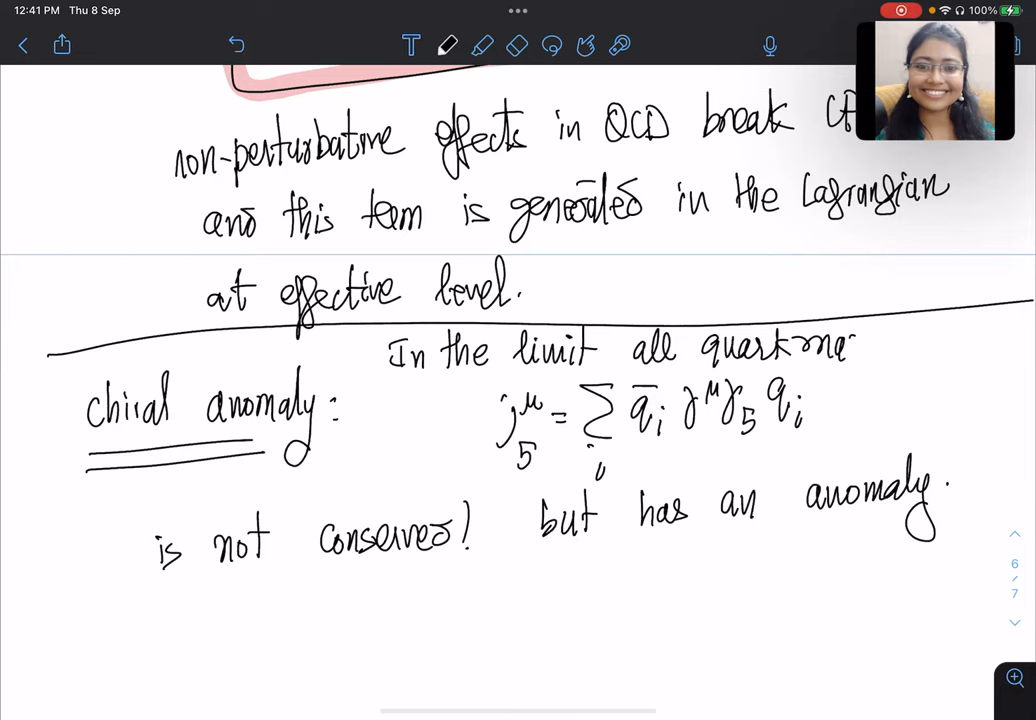 12:41 PM Thu 8 Sep
100%
non-perturbative effects in QCD break CP
and this term is generated in the Lagrangian
at effective level.
In the limit all quark ma
chiral anomaly:
j^μ_5 = Σ_i q̄_i γ^μ γ_5 q_i
is not conserved! but has an anomaly.
6
/
7